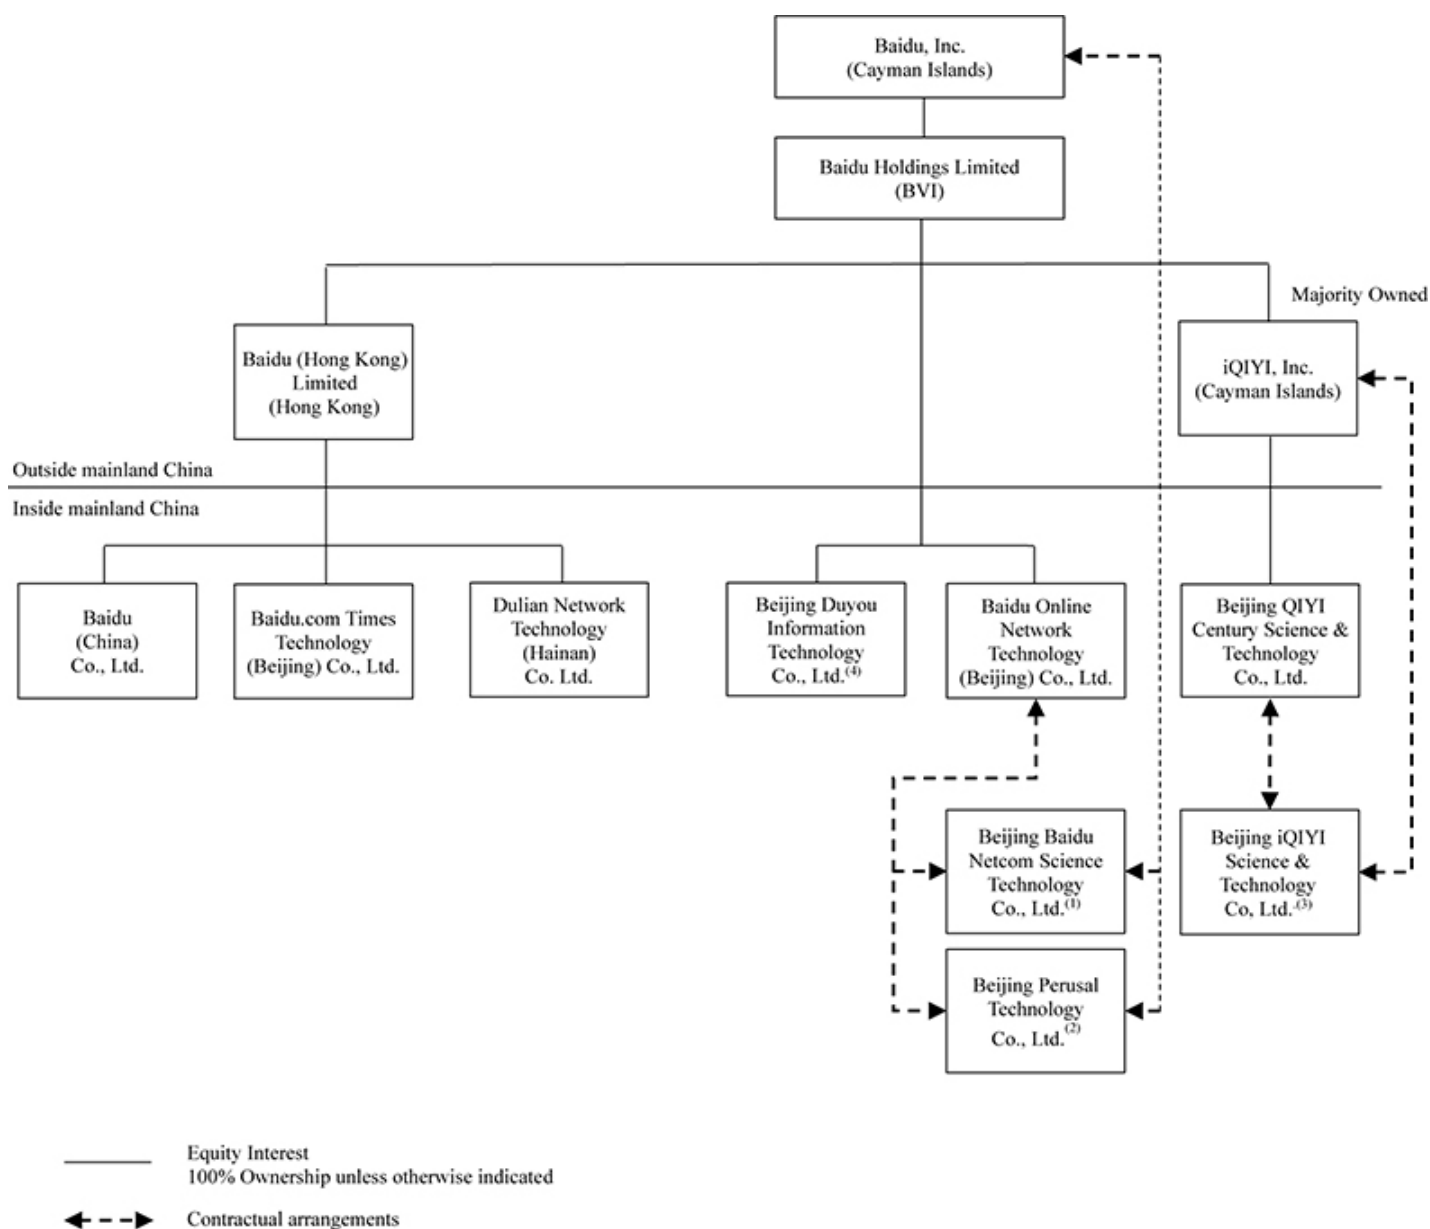 Baidu, Inc.
(Cayman Islands)
Baidu Holdings Limited
(BVI)
Majority Owned
Baidu (Hong Kong)
Limited
(Hong Kong)
iQIYI, Inc.
(Cayman Islands)
Outside mainland China
Inside mainland China
Baidu
(China)
Co., Ltd.
Baidu.com Times
Technology
(Beijing) Co., Ltd.
Dulian Network
Technology
(Hainan)
Co. Ltd.
Beijing Duyou
Information
Technology
Co., Ltd.(4)
Baidu Online
Network
Technology
(Beijing) Co., Ltd.
Beijing QIYI
Century Science &
Technology
Co., Ltd.
Beijing Baidu
Netcom Science
Technology
Co., Ltd.(1)
Beijing iQIYI
Science &
Technology
Co, Ltd.(3)
Beijing Perusal
Technology
Co., Ltd.(2)
Equity Interest
100% Ownership unless otherwise indicated
Contractual arrangements